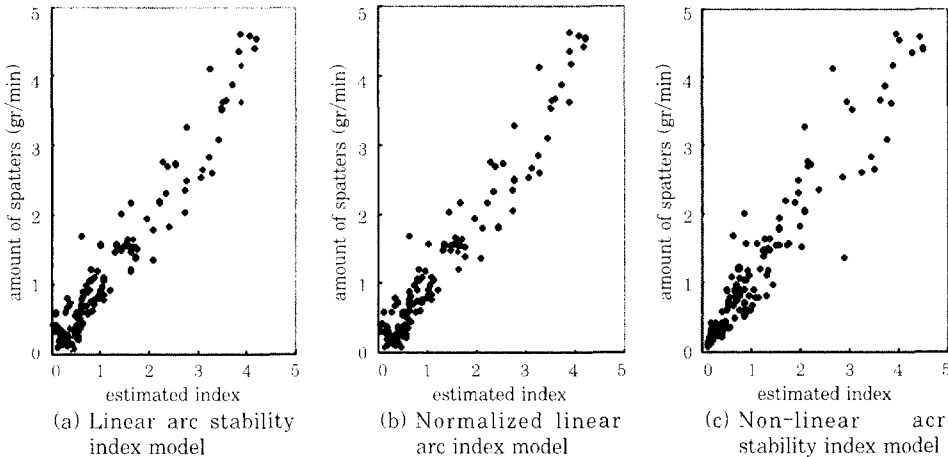 amount of spatters (gr/min)
5
4
3
2
1
0
0 1 2 3 4 5
estimated index
(a) Linear arc stability
index model
amount of spatters (gr/min)
5
4
3
2
1
0
0 1 2 3 4 5
estimated index
(b) Normalized linear
arc index model
amount of spatters (gr/min)
5
4
3
2
1
0
0 1 2 3 4 5
estimated index
(c) Non-linear acr
stability index model